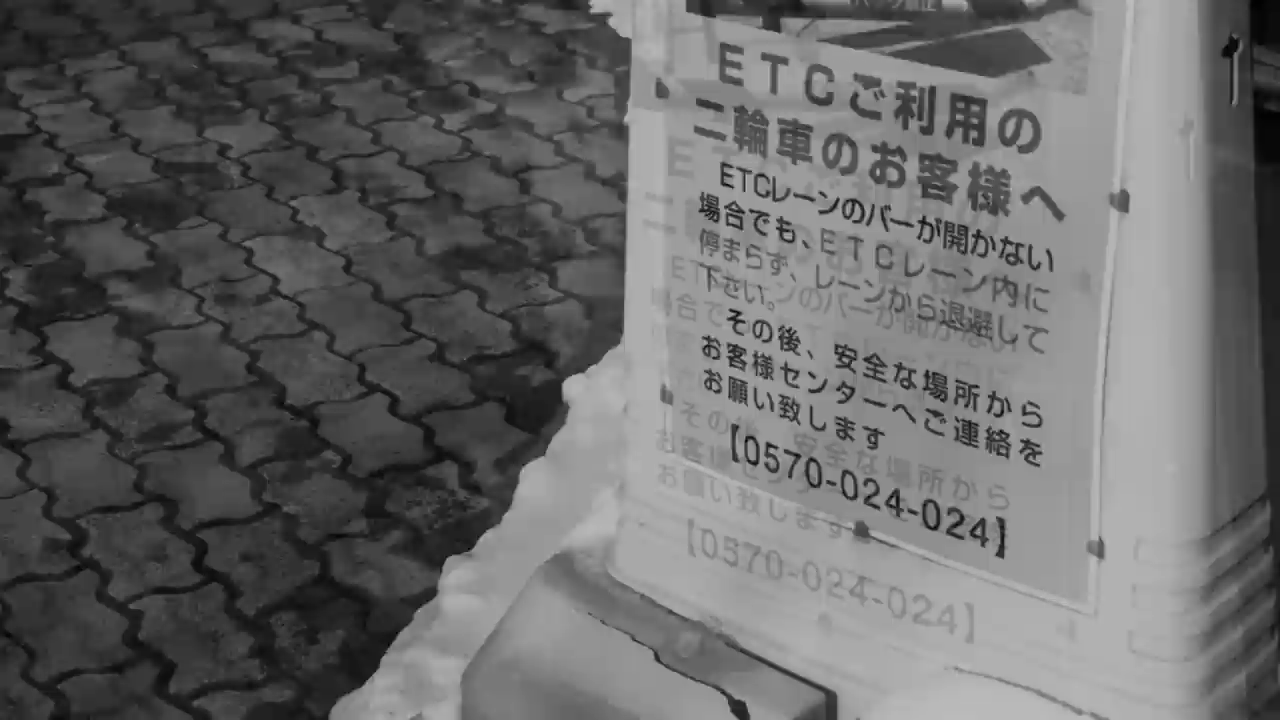 ETCご利用の
二輪車のお客様へ
ETCレーンのバーが開かない
場合でも、ETCレーン内に
停まらず、レーンから退避して
下さい。
その後、安全な場所から
お客様センターへご連絡を
お願い致します
【0570-024-024】